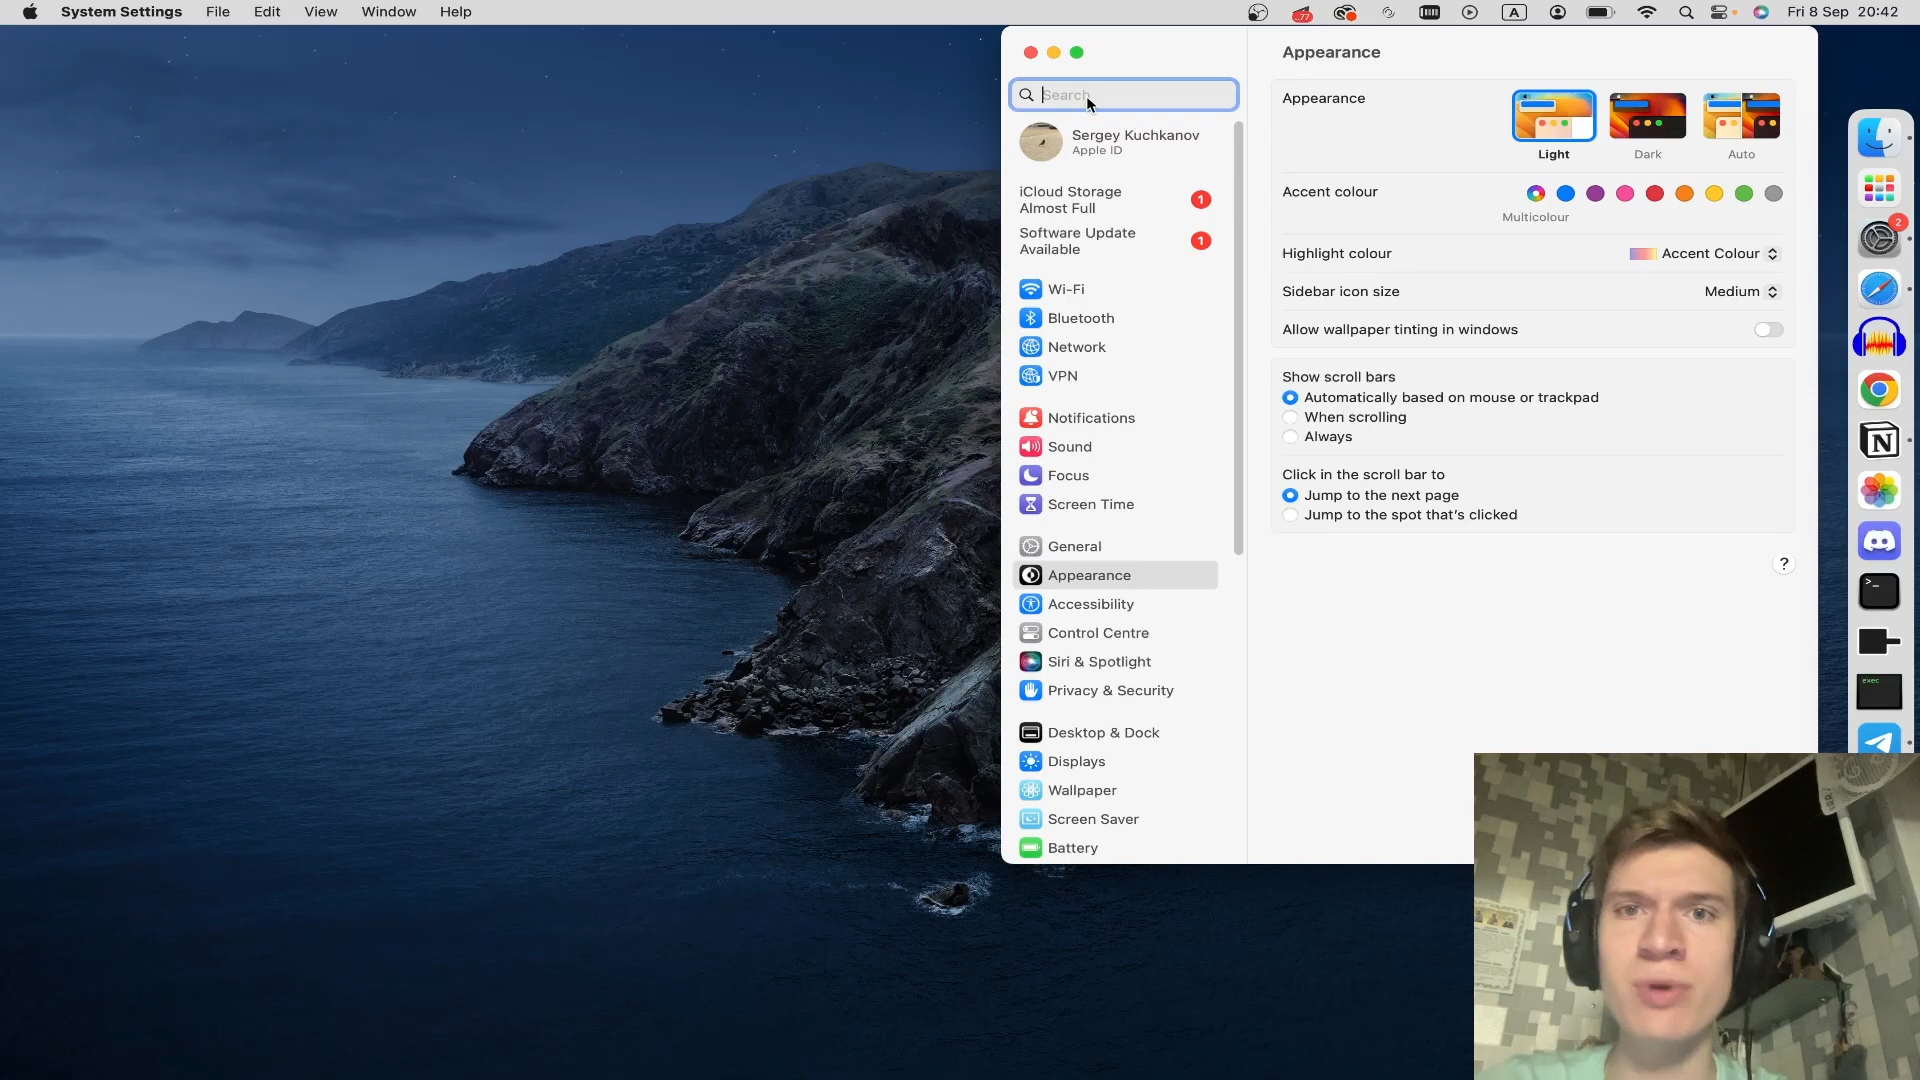 System Settings File Edit View Window Help
..77
A
Fri 8 Sep 20:42
Search
Sergey Kuchkanov
Apple ID
iCloud Storage
Almost Full
1
Software Update
Available
1
Wi-Fi
Bluetooth
Network
VPN
Notifications
Sound
Focus
Screen Time
General
Appearance
Accessibility
Control Centre
Siri & Spotlight
Privacy & Security
Desktop & Dock
Displays
Wallpaper
Screen Saver
Battery
Appearance
Appearance
Light Dark Auto
Accent colour
Multicolour
Highlight colour Accent Colour
Sidebar icon size Medium
Allow wallpaper tinting in windows
Show scroll bars
Automatically based on mouse or trackpad
When scrolling
Always
Click in the scroll bar to
Jump to the next page
Jump to the spot that's clicked
?
2
N
>_
exec